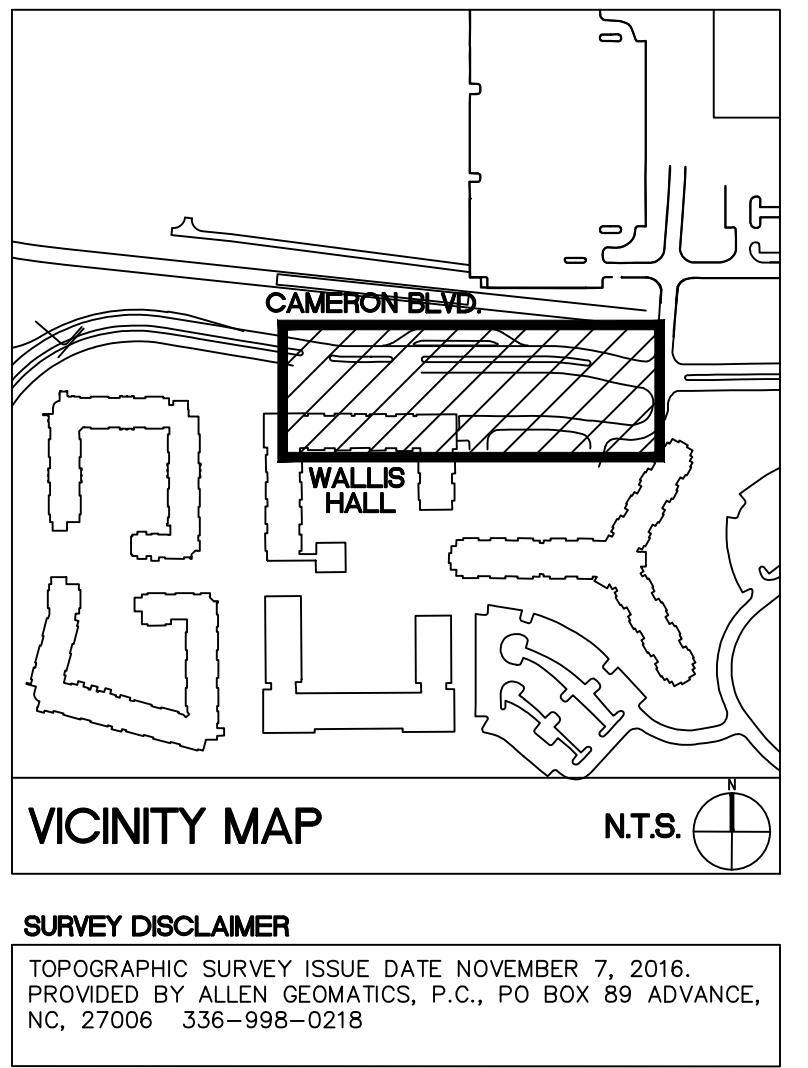 CAMERON BLVD.
WALLIS
HALL
VICINITY MAP
N.T.S.
N
SURVEY DISCLAIMER
TOPOGRAPHIC SURVEY ISSUE DATE NOVEMBER 7, 2016.
PROVIDED BY ALLEN GEOMATICS, P.C., PO BOX 89 ADVANCE,
NC, 27006 336-998-0218